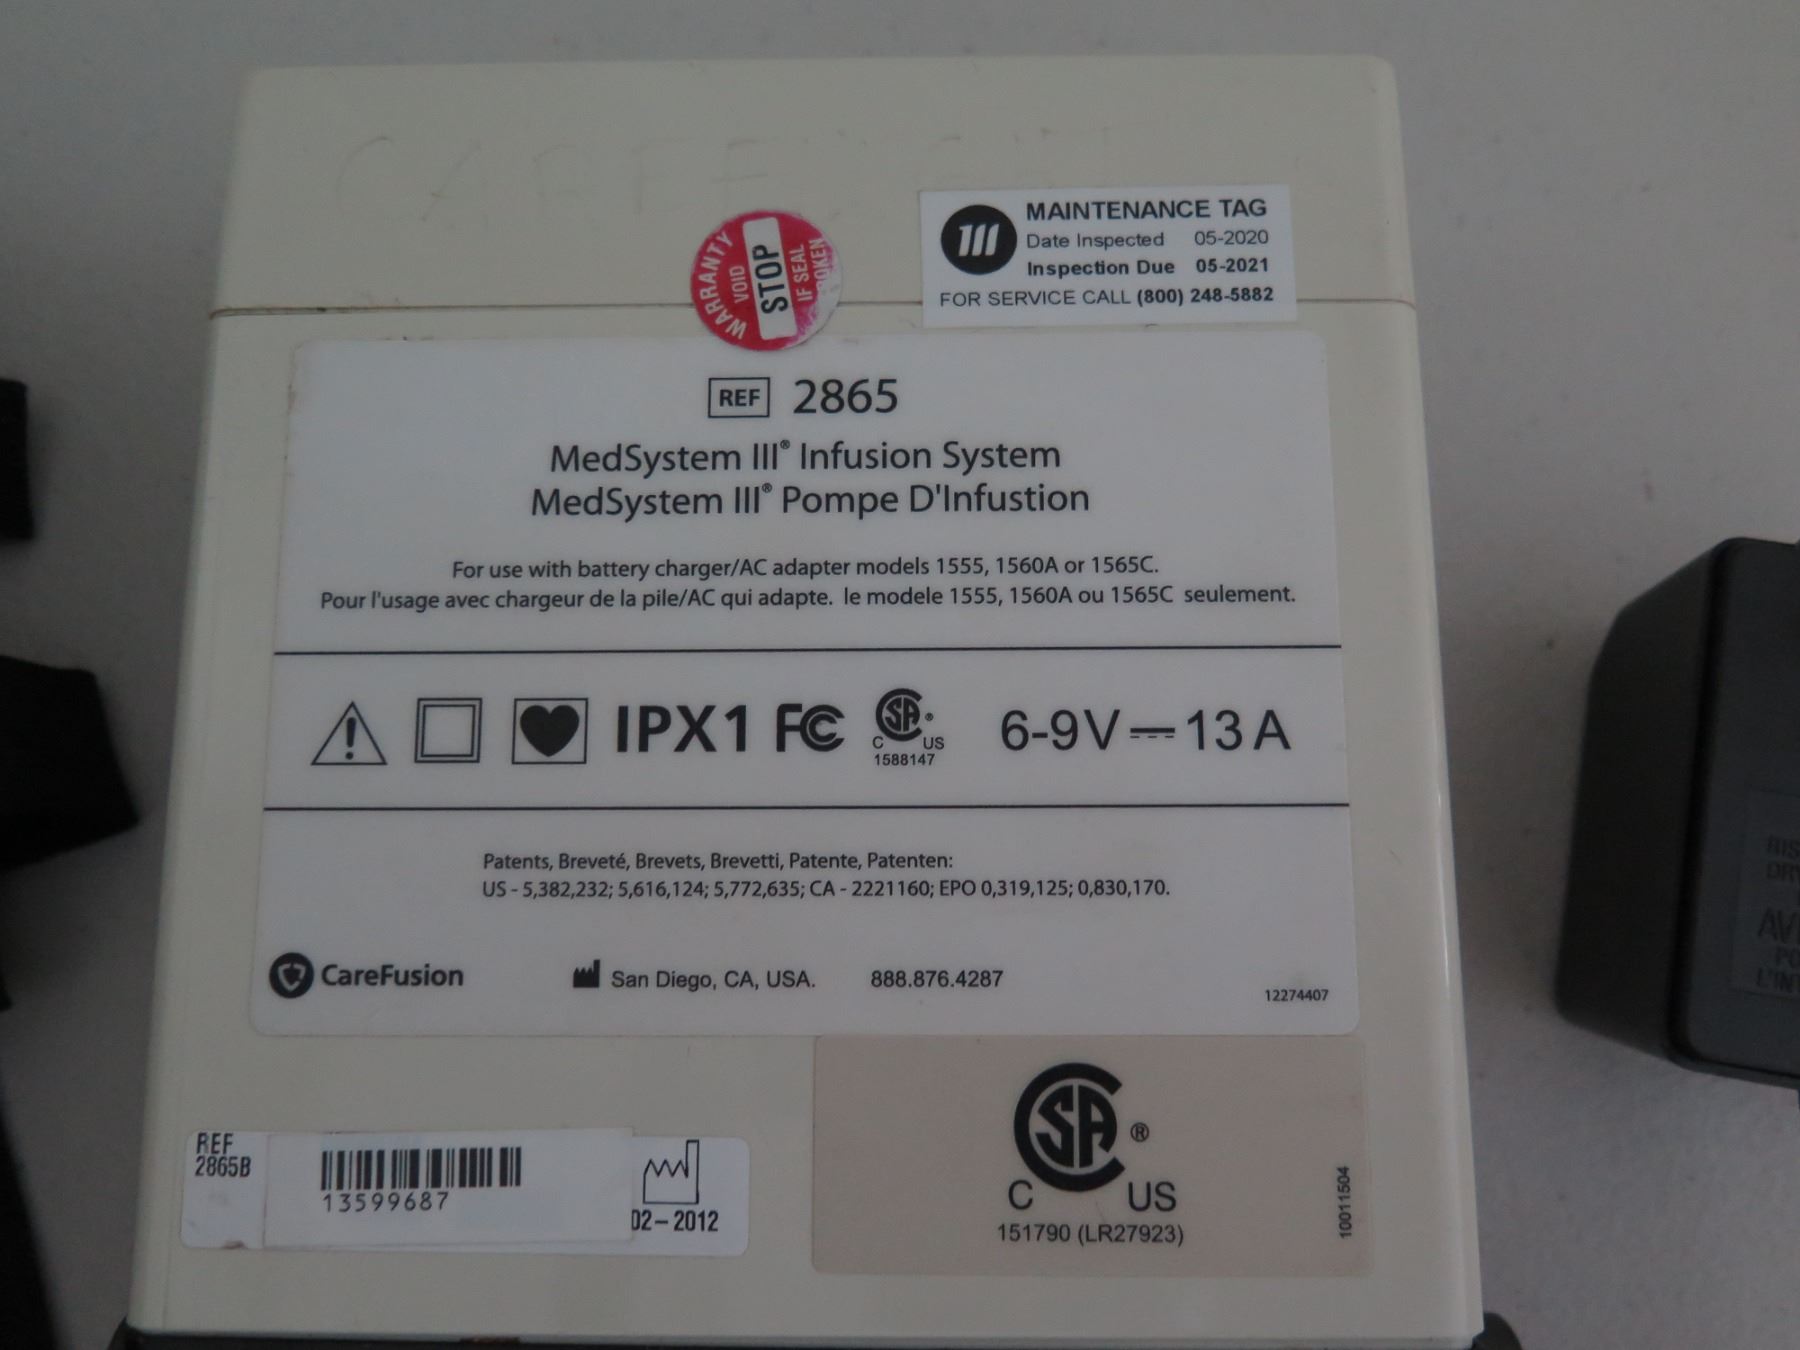 WARRANTY
VOID
STOP
IF SEAL
MAINTENANCE TAG
Date Inspected 05-2020
Inspection Due 05-2021
FOR SERVICE CALL (800) 248-5882
REF 2865
MedSystem III® Infusion System
MedSystem III® Pompe D'Infustion
For use with battery charger/AC adapter models 1555, 1560A or 1565C.
Pour l'usage avec chargeur de la pile/AC qui adapte. le modele 1555, 1560A ou 1565C seulement.
IPX1 FC SA® 6-9V 13 A
C US
1588147
Patents, Breveté, Brevets, Brevetti, Patente, Patenten:
US - 5,382,232; 5,616,124; 5,772,635; CA - 2221160; EPO 0,319,125; 0,830,170.
CareFusion San Diego, CA, USA. 888.876.4287
12274407
REF
2865B
13599687
02-2012
SA®
C US
151790 (LR27923)
10011504